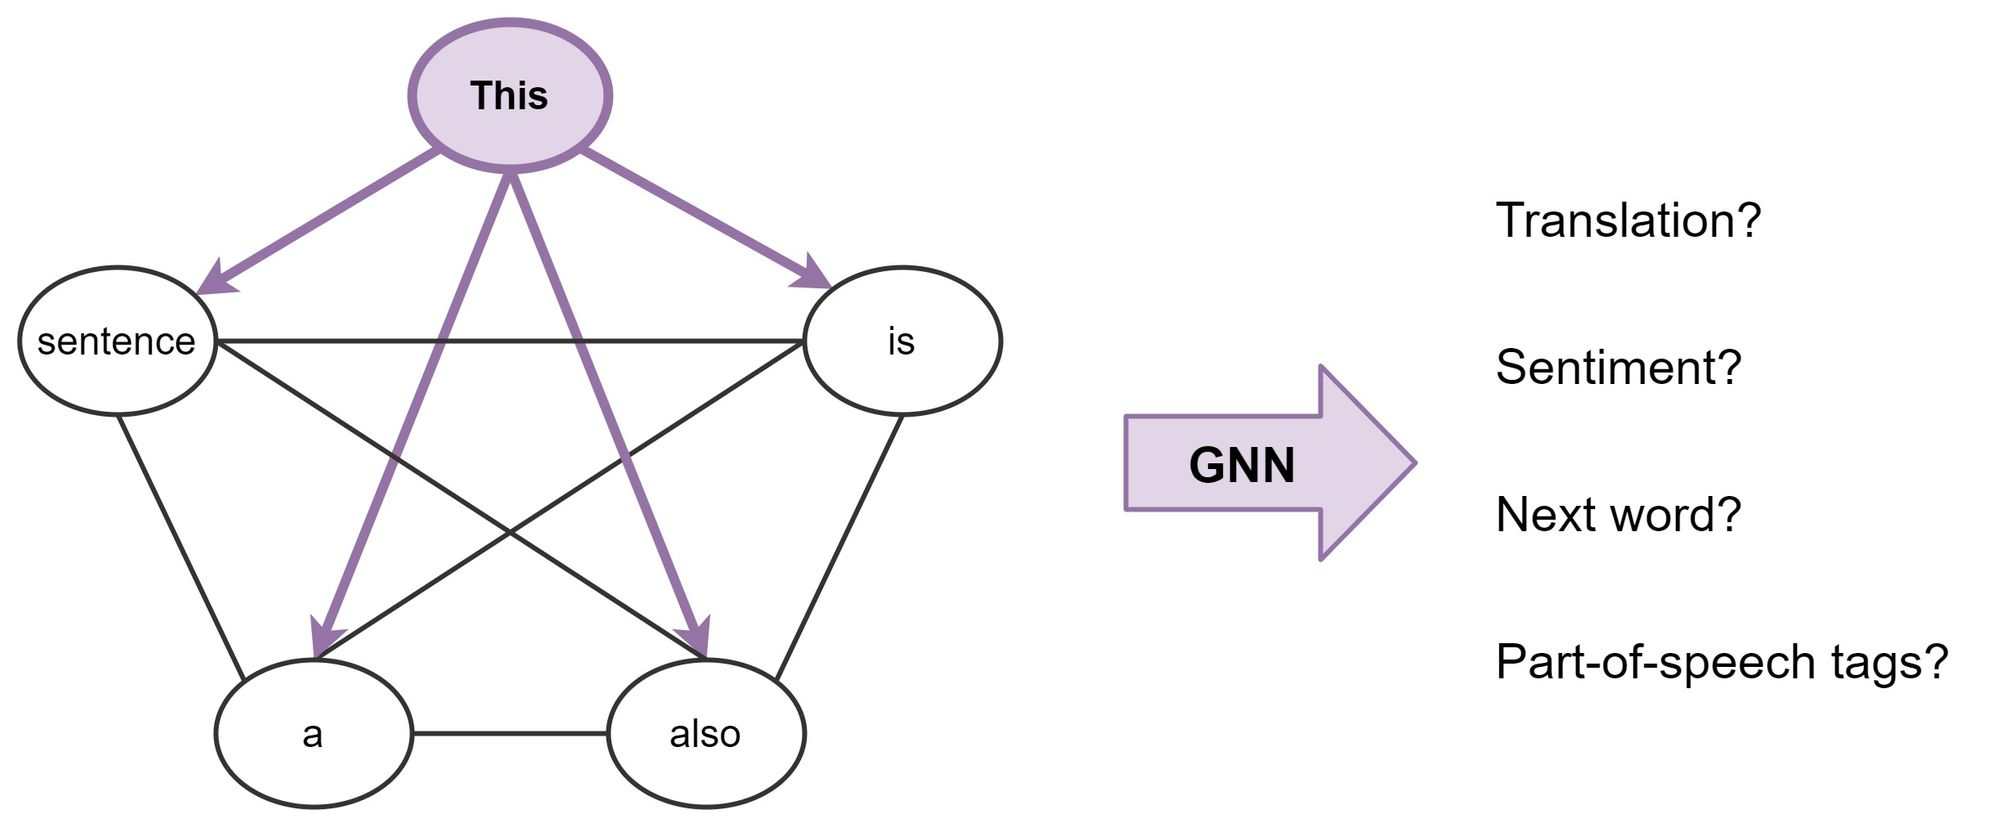 This
sentence
is
a
also
GNN
Translation?
Sentiment?
Next word?
Part-of-speech tags?